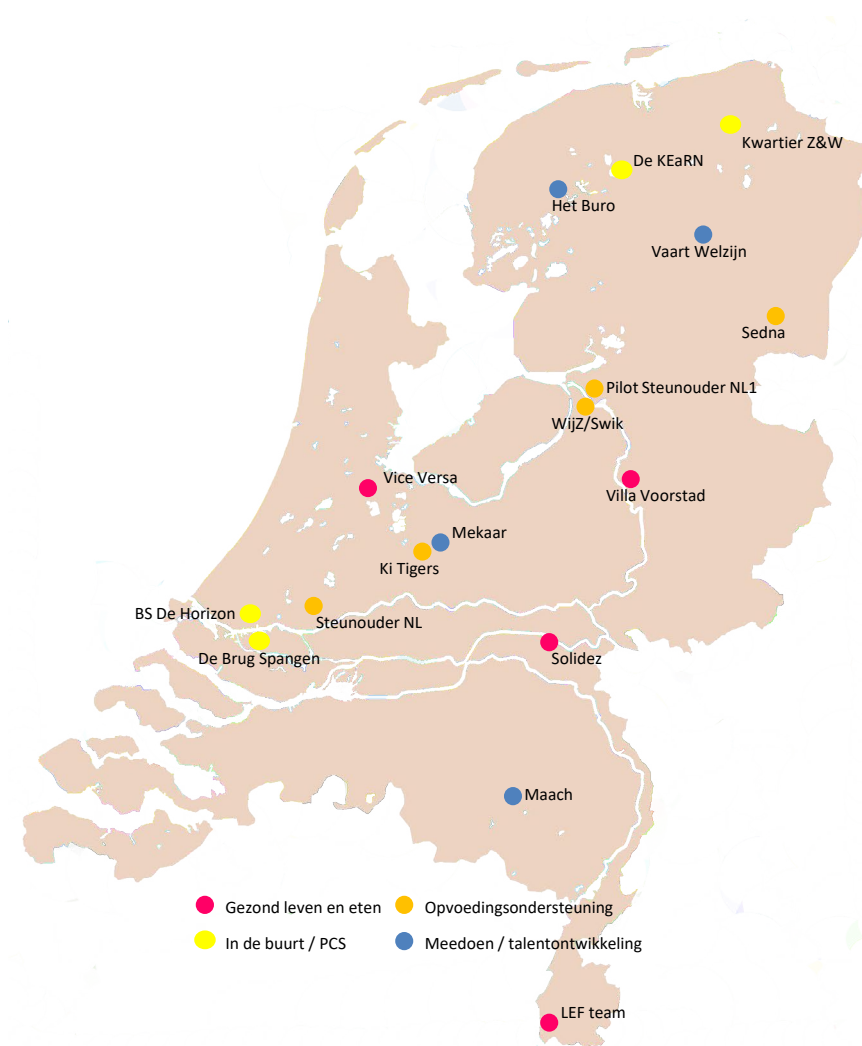 Kwartier Z&W
De KEaRN
Het Buro
Vaart Welzijn
Sedna
Pilot Steunouder NL1
WijZ/Swik
Vice Versa
Villa Voorstad
Mekaar
Ki Tigers
BS De Horizon
Steunouder NL
De Brug Spangen
Solidez
Maach
Gezond leven en eten
Opvoedingsondersteuning
In de buurt / PCS
Meedoen / talentontwikkeling
LEF team